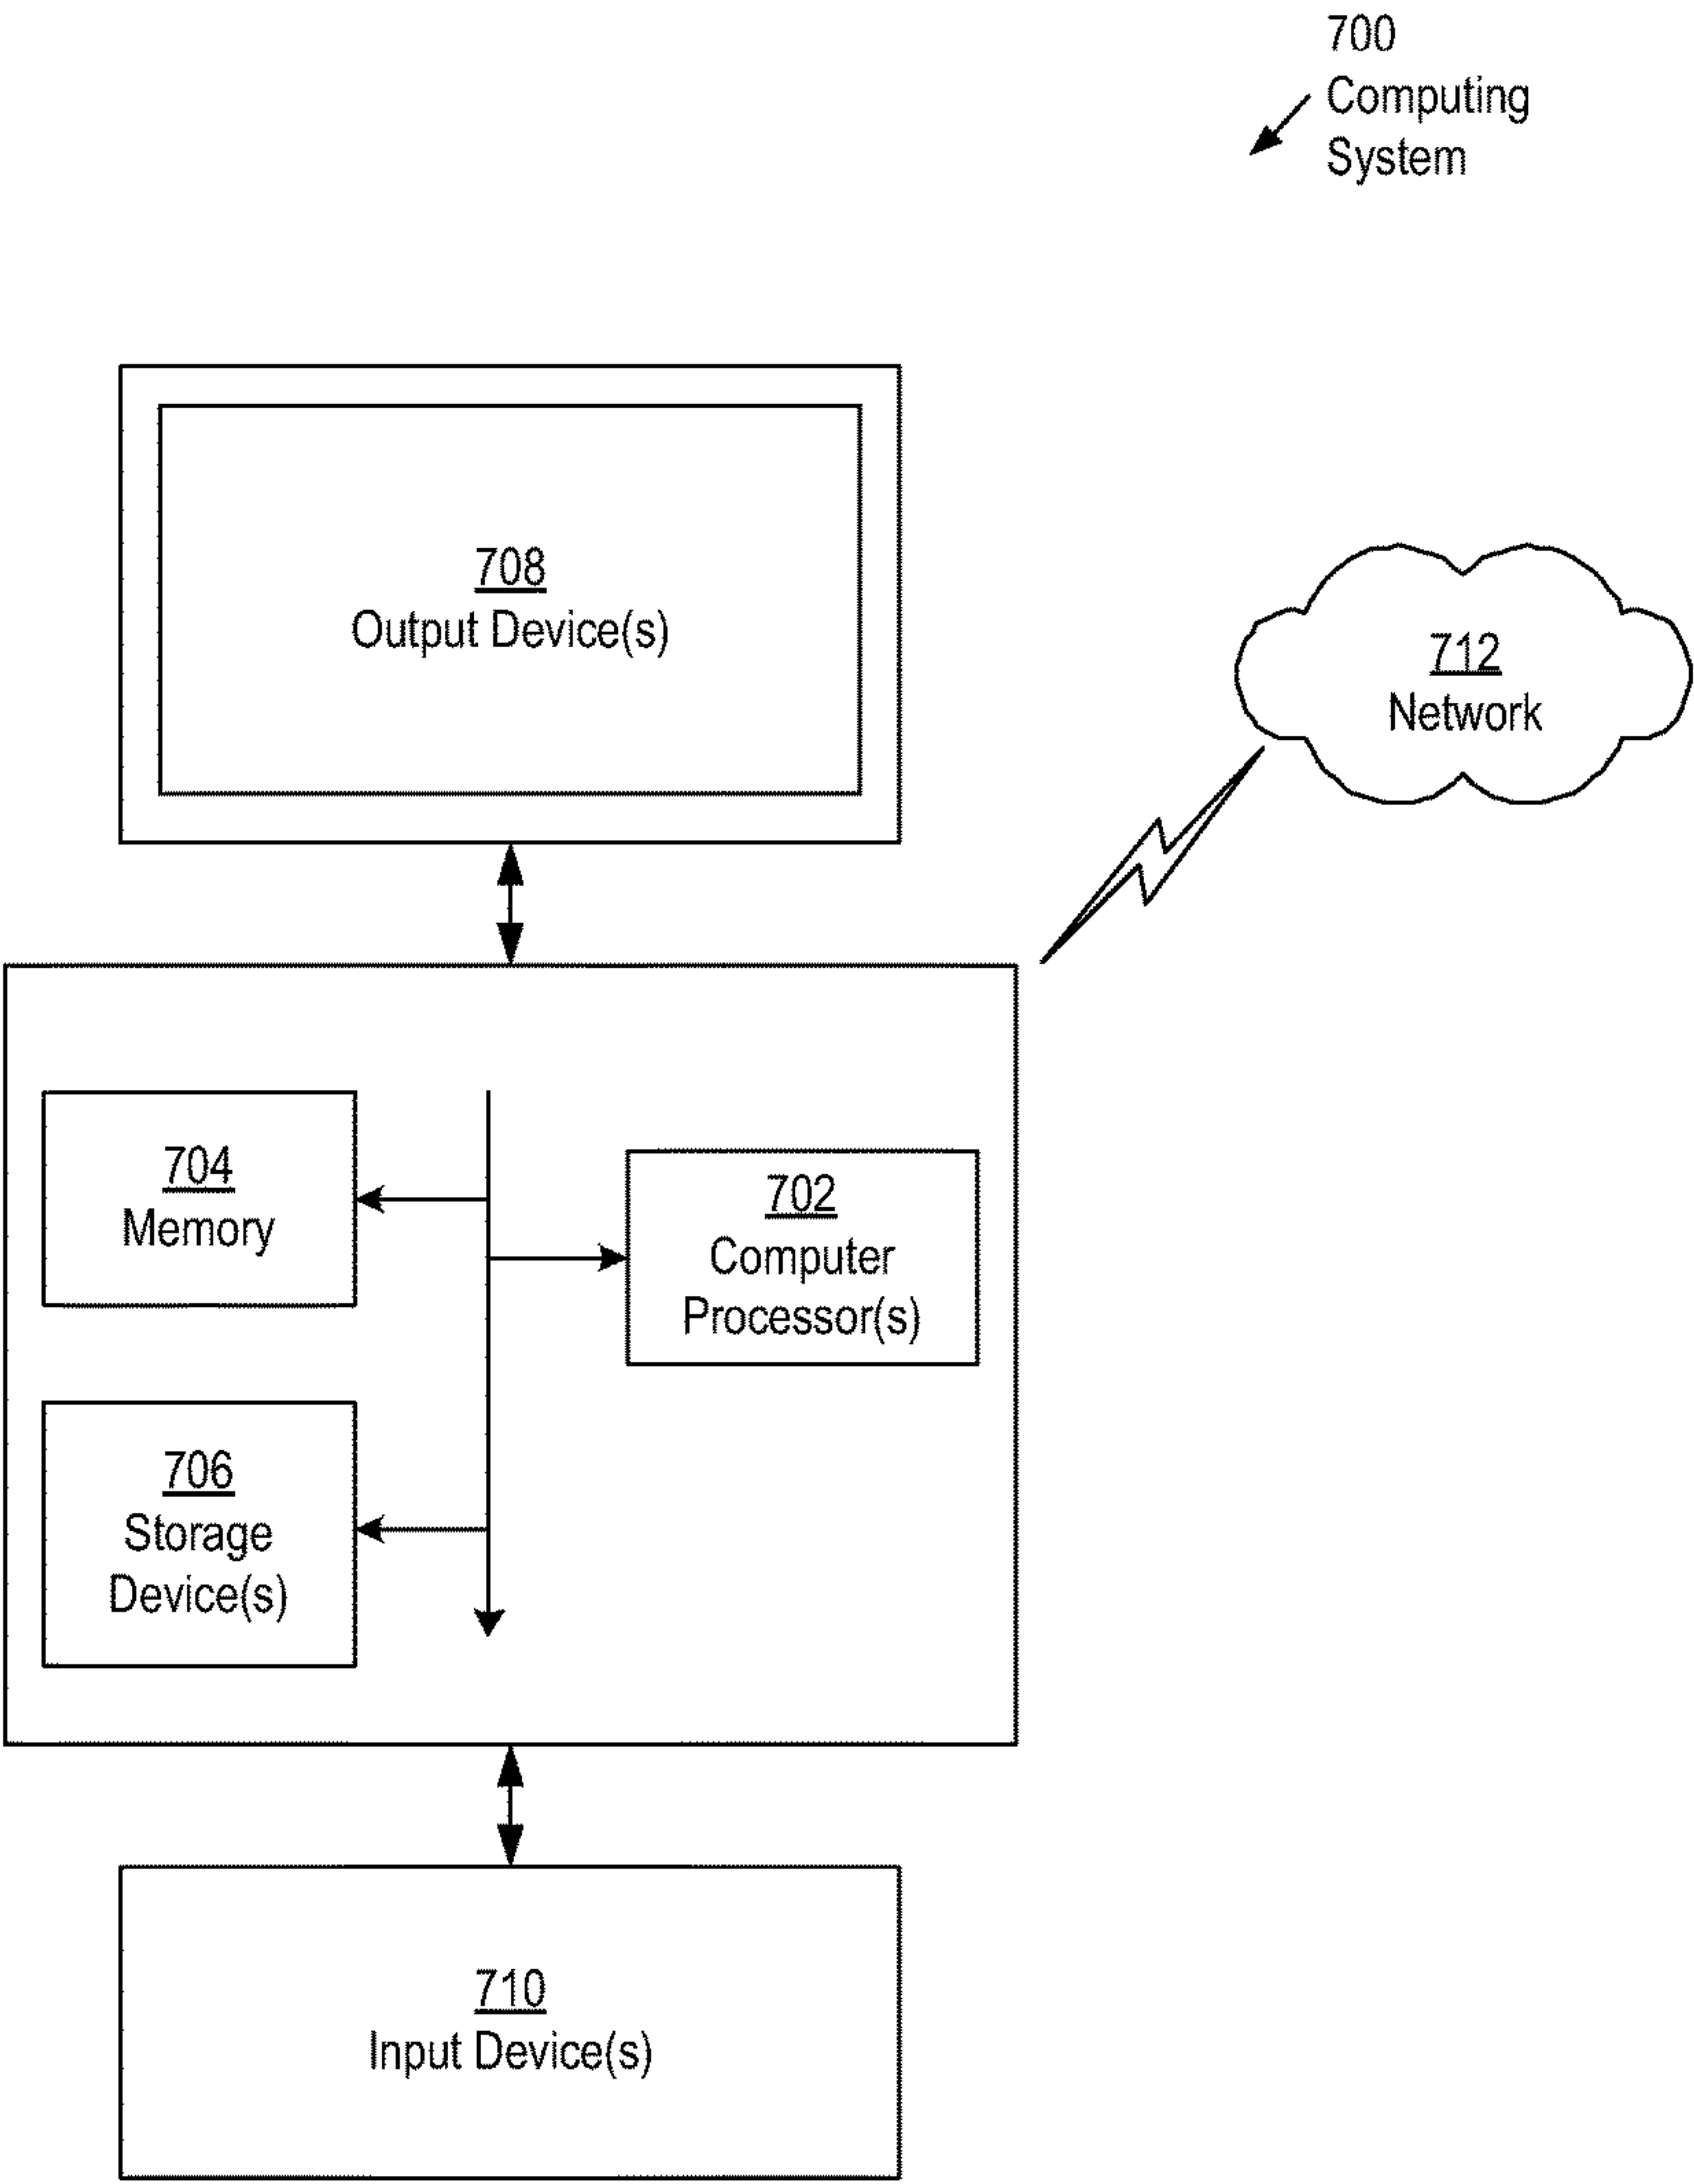 700
Computing
System
708
Output Device(s)
712
Network
704
Memory
702
Computer
Processor(s)
706
Storage
Device(s)
710
Input Device(s)